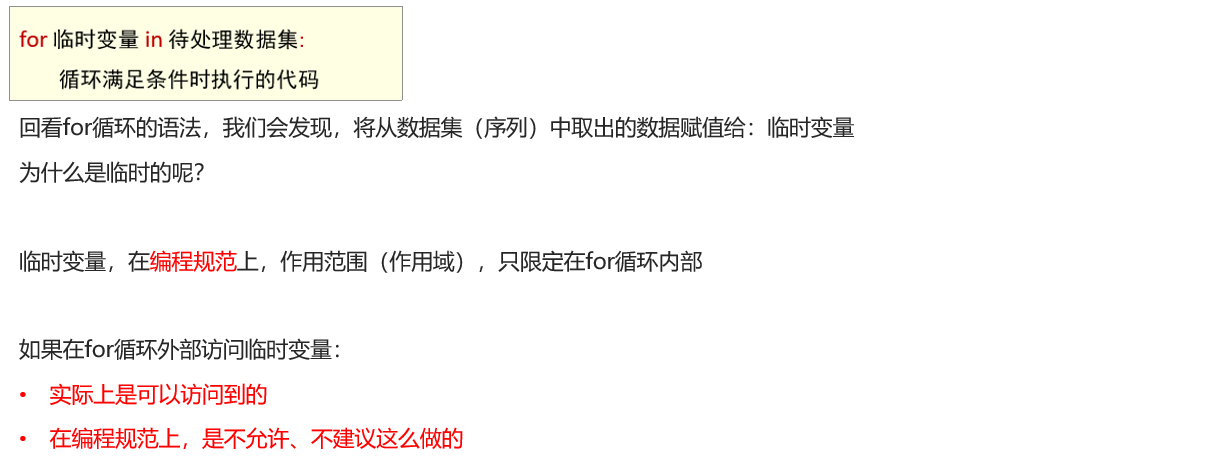 for 临时变量 in 待处理数据集:
循环满足条件时执行的代码
回看for循环的语法，我们会发现，将从数据集（序列）中取出的数据赋值给：临时变量
为什么是临时的呢？
临时变量，在编程规范上，作用范围（作用域），只限定在for循环内部
如果在for循环外部访问临时变量：
• 实际上是可以访问到的
• 在编程规范上，是不允许、不建议这么做的